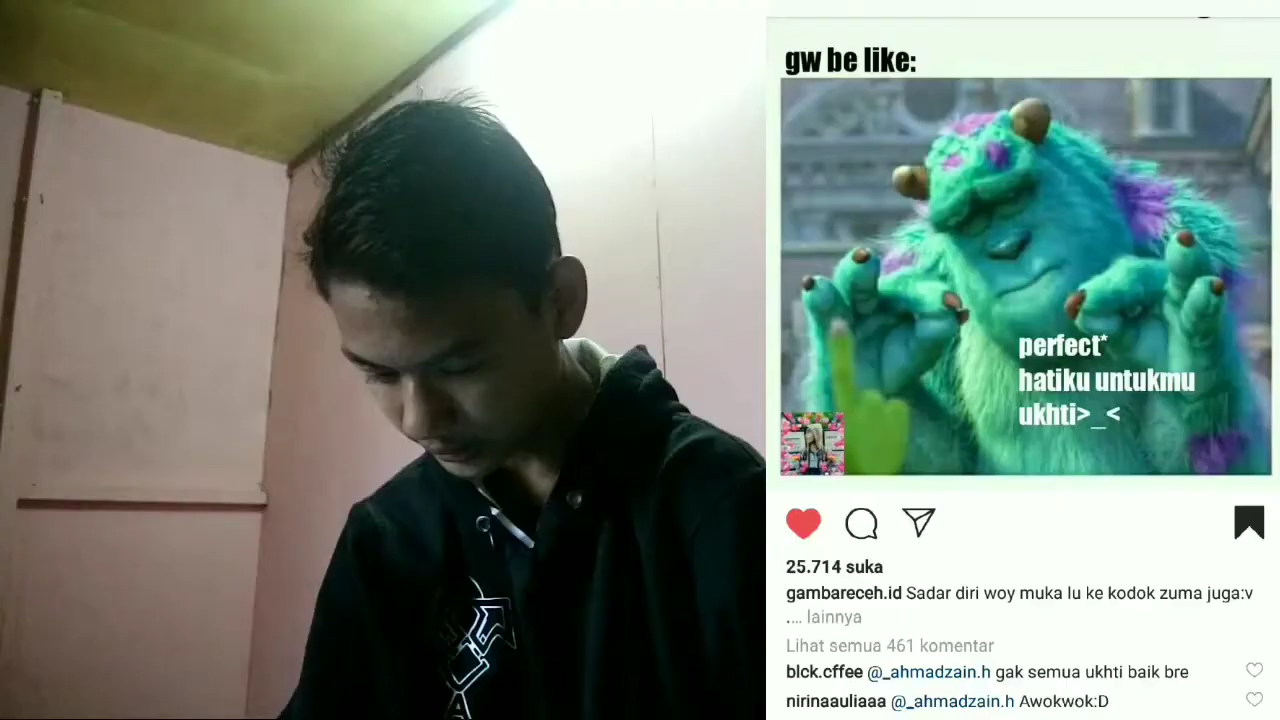 gw be like:
perfect*
hatiku untukmu
ukhti>_<
25.714 suka
gambareceh.id Sadar diri woy muka lu ke kodok zuma juga:v
.... lainnya
Lihat semua 461 komentar
blck.cffee @_ahmadzain.h gak semua ukhti baik bre
nirinaauliaaa @_ahmadzain.h Awokwok:D